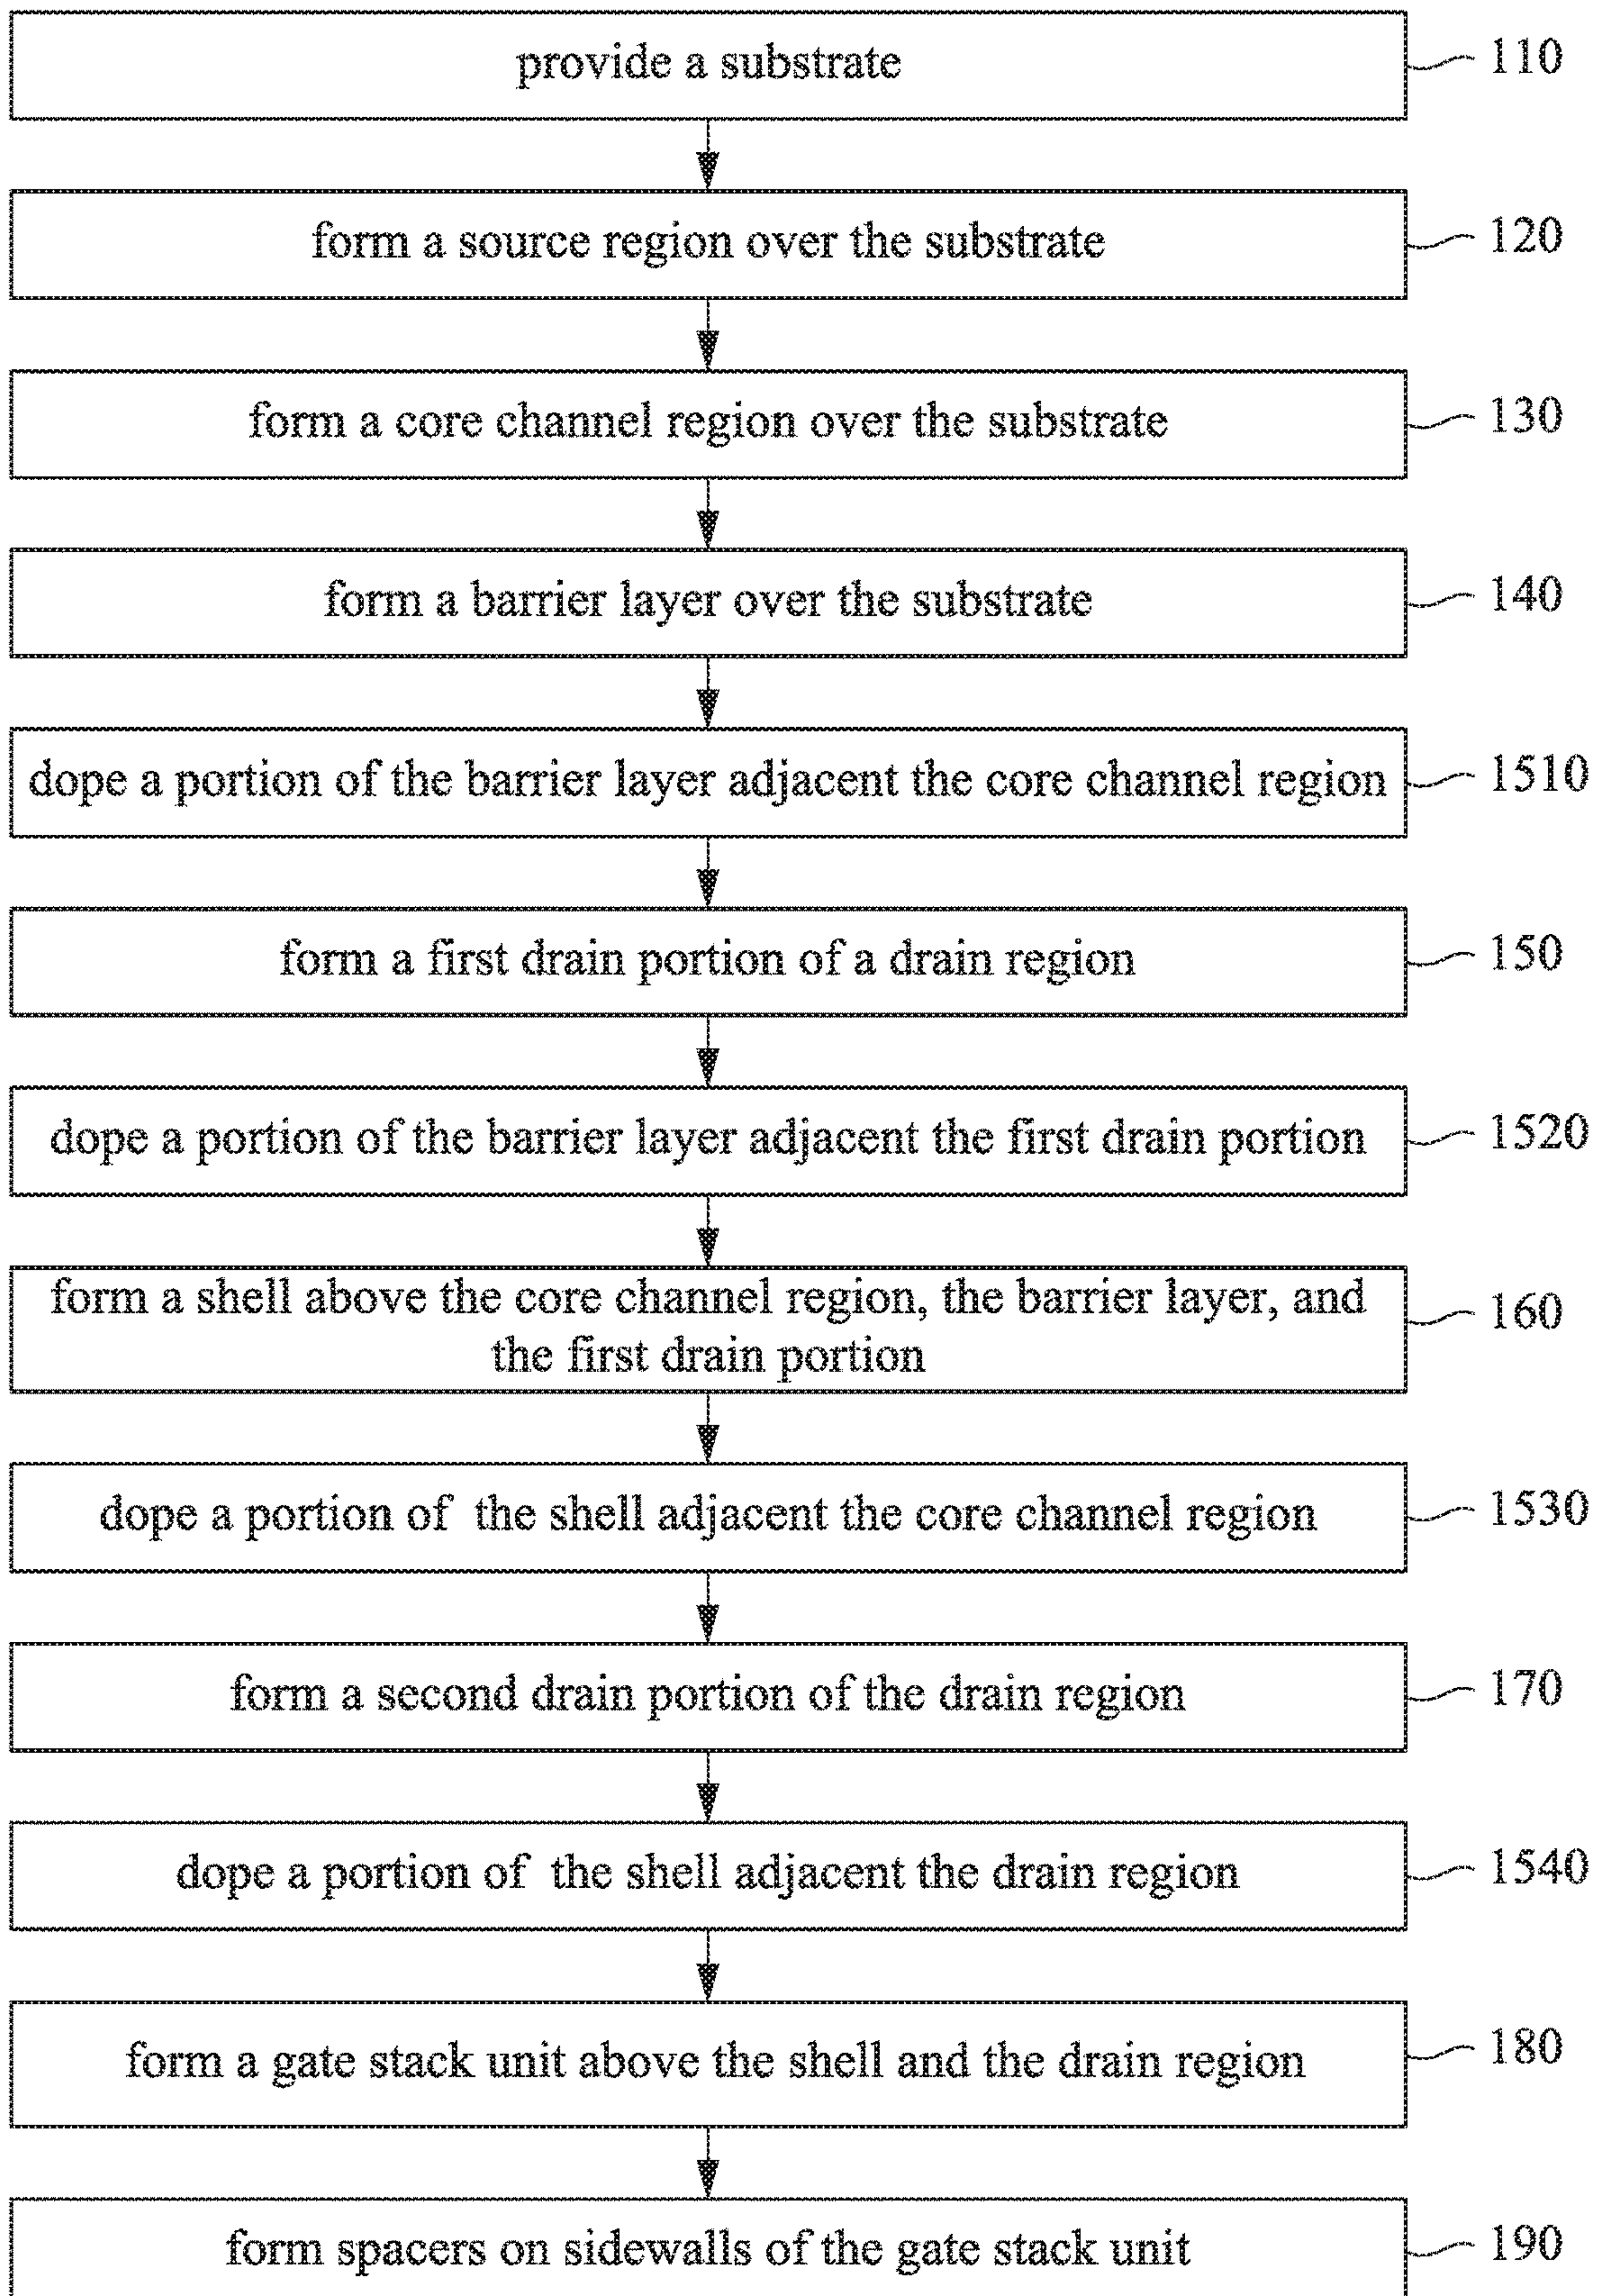 provide a substrate 110
form a source region over the substrate 120
form a core channel region over the substrate 130
form a barrier layer over the substrate 140
dope a portion of the barrier layer adjacent the core channel region 1510
form a first drain portion of a drain region 150
dope a portion of the barrier layer adjacent the first drain portion 1520
form a shell above the core channel region, the barrier layer, and
the first drain portion
160
dope a portion of the shell adjacent the core channel region 1530
form a second drain portion of the drain region 170
dope a portion of the shell adjacent the drain region 1540
form a gate stack unit above the shell and the drain region 180
form spacers on sidewalls of the gate stack unit 190